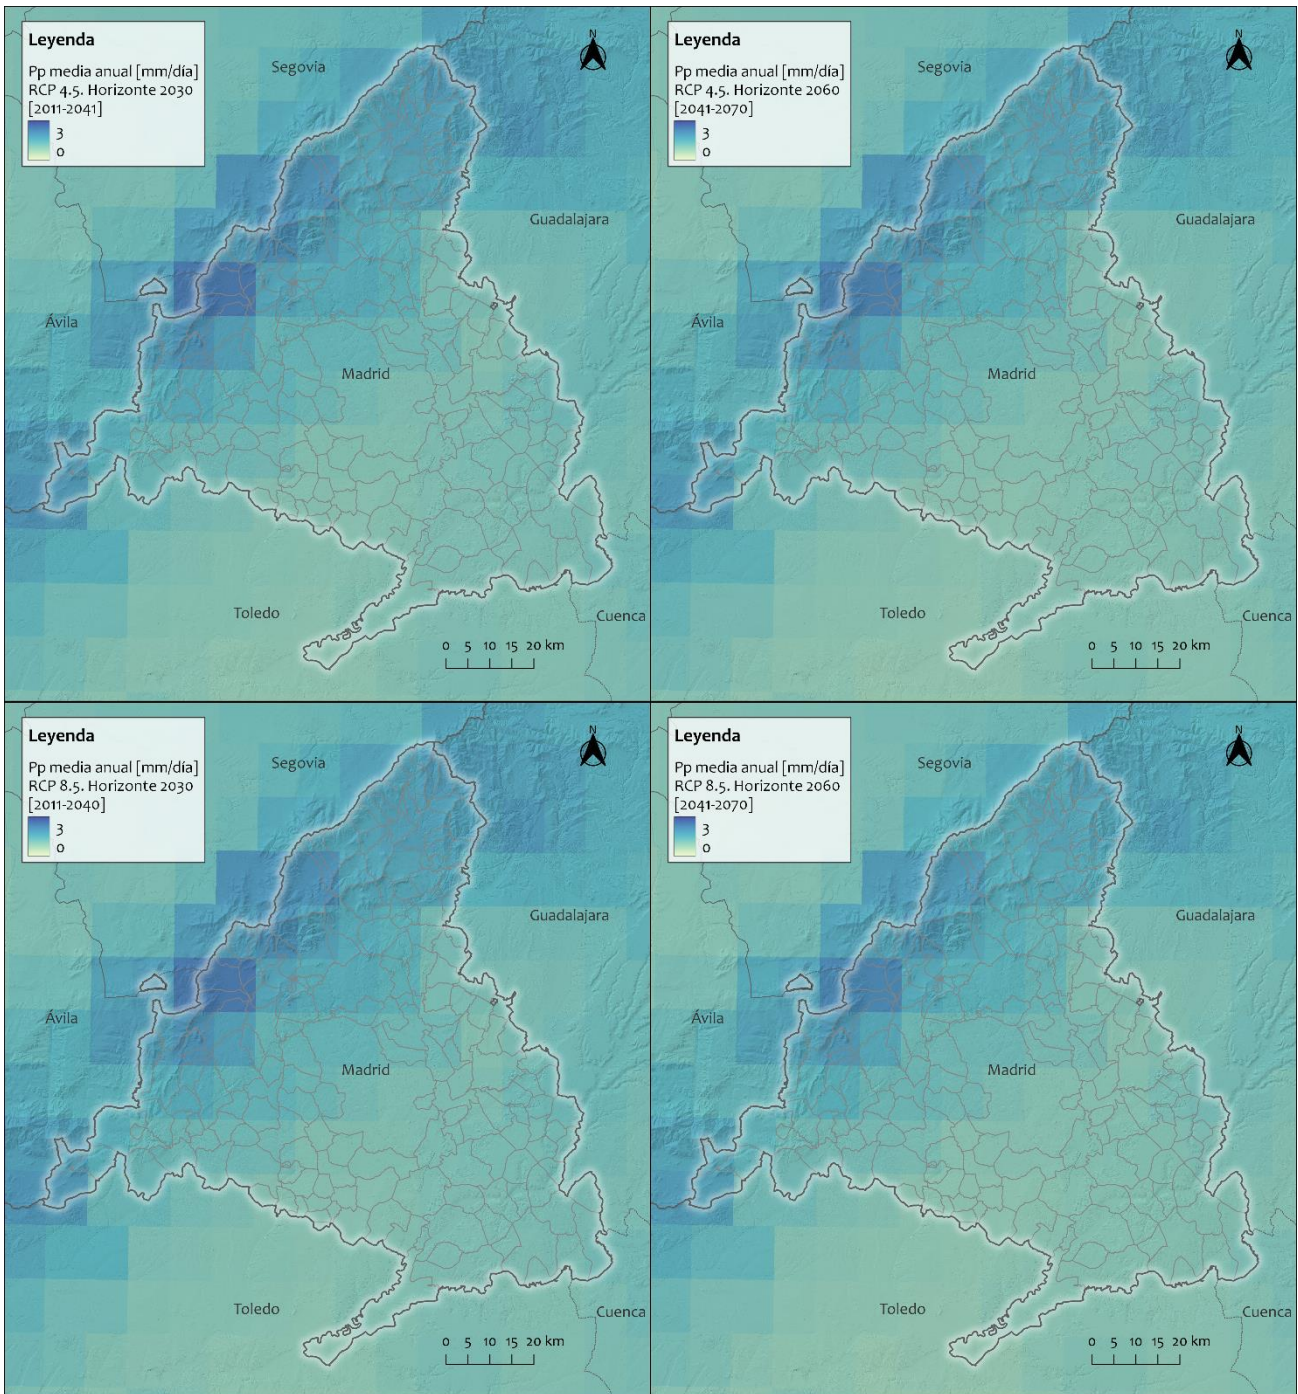 Leyenda
Pp media anual [mm/día]
RCP 4.5. Horizonte 2030
[2011-2041]
3
0
N
Segovia
Guadalajara
Ávila
Madrid
Toledo
Cuenca
0 5 10 15 20 km
Leyenda
Pp media anual [mm/día]
RCP 4.5. Horizonte 2060
[2041-2070]
3
0
N
Segovia
Guadalajara
Ávila
Madrid
Toledo
Cuenca
0 5 10 15 20 km
Leyenda
Pp media anual [mm/día]
RCP 8.5. Horizonte 2030
[2011-2040]
3
0
N
Segovia
Guadalajara
Ávila
Madrid
Toledo
Cuenca
0 5 10 15 20 km
Leyenda
Pp media anual [mm/día]
RCP 8.5. Horizonte 2060
[2041-2070]
3
0
N
Segovia
Guadalajara
Ávila
Madrid
Toledo
Cuenca
0 5 10 15 20 km